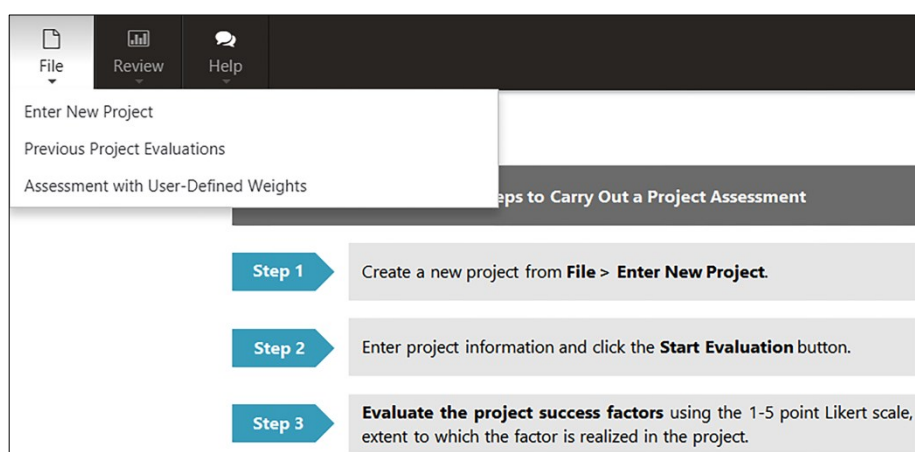 File
Review
Help
Enter New Project
Previous Project Evaluations
Assessment with User-Defined Weights
to Carry Out a Project Assessment
Step 1
Create a new project from File > Enter New Project.
Step 2
Enter project information and click the Start Evaluation button.
Step 3
Evaluate the project success factors using the 1-5 point Likert scale,
extent to which the factor is realized in the project.